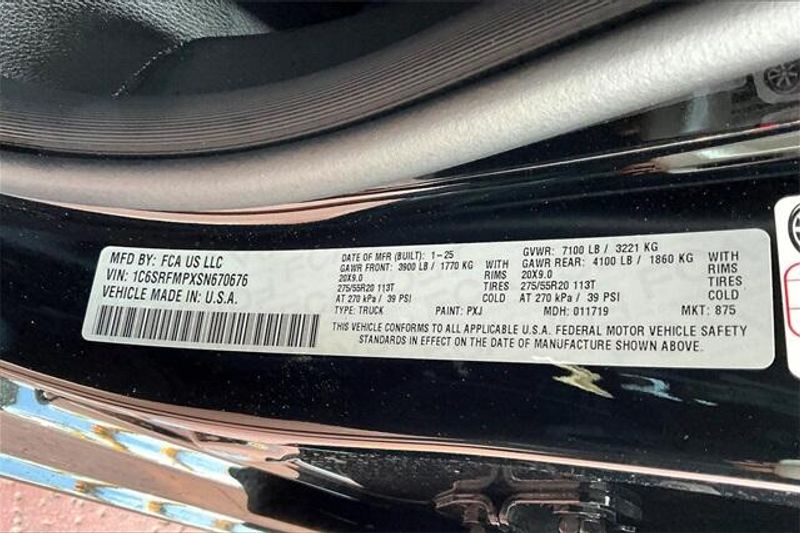 MFD BY: FCA US LLC
VIN: 1C6SRFMPXSN670676
VEHICLE MADE IN: U.S.A.
DATE OF MFR (BUILT): 1-25
GAWR FRONT: 3900 LB / 1770 KG WITH
20X9.0 RIMS
275/55R20 113T TIRES
AT 270 kPa / 39 PSI COLD
TYPE: TRUCK PAINT: PXJ
GVWR: 7100 LB / 3221 KG
GAWR REAR: 4100 LB / 1860 KG WITH
20X9.0 RIMS
275/55R20 113T TIRES
AT 270 kPa / 39 PSI COLD
MDH: 011719 MKT: 875
THIS VEHICLE CONFORMS TO ALL APPLICABLE U.S.A. FEDERAL MOTOR VEHICLE SAFETY
STANDARDS IN EFFECT ON THE DATE OF MANUFACTURE SHOWN ABOVE.